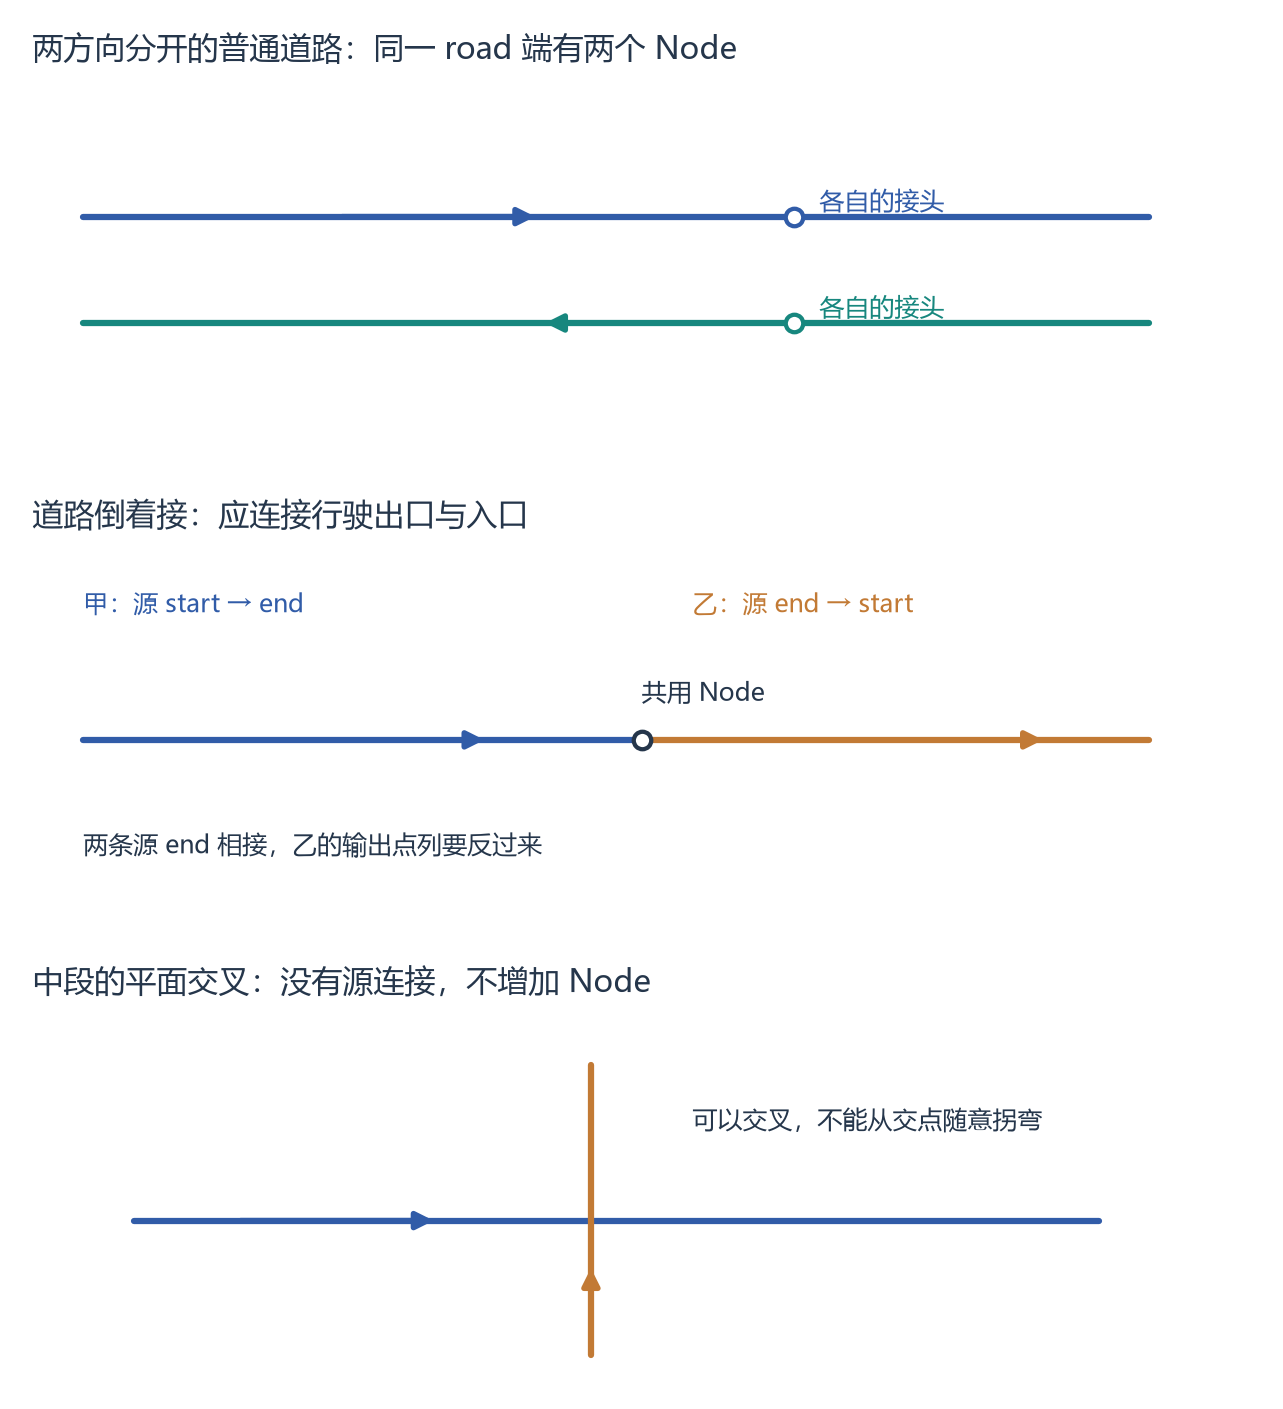 两方向分开的普通道路：同一 road 端有两个 Node
各自的接头
各自的接头
道路倒着接：应连接行驶出口与入口
甲：源 start → end
乙：源 end → start
共用 Node
两条源 end 相接，乙的输出点列要反过来
中段的平面交叉：没有源连接，不增加 Node
可以交叉，不能从交点随意拐弯